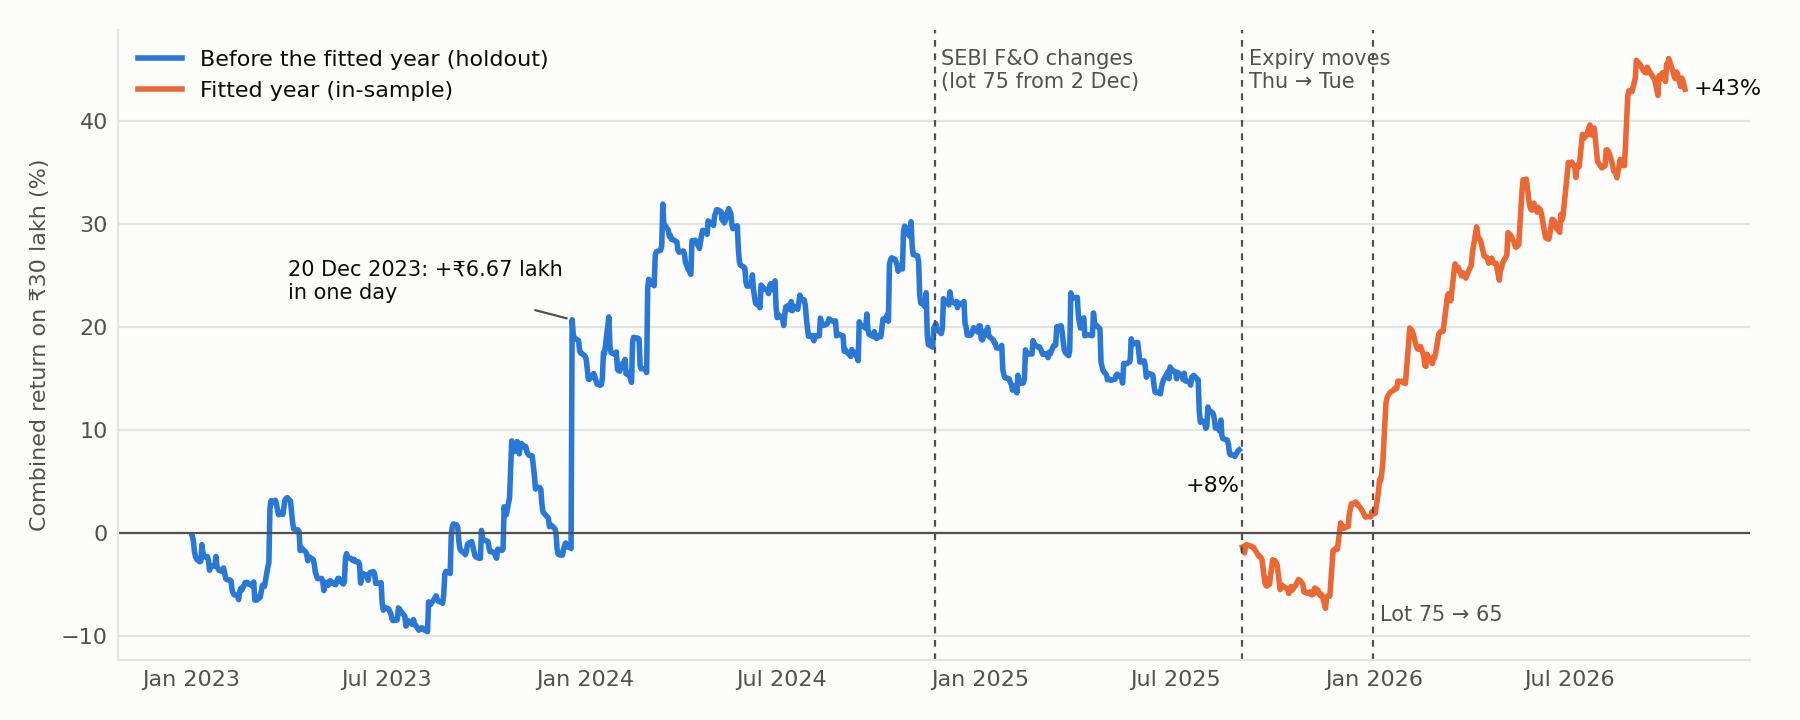 Before the fitted year (holdout)
Fitted year (in-sample)
SEBI F&O changes
(lot 75 from 2 Dec)
Expiry moves
Thu → Tue
+43%
40
30
20
10
0
−10
Combined return on ₹30 lakh (%)
20 Dec 2023: +₹6.67 lakh
in one day
+8%
Lot 75 → 65
Jan 2023
Jul 2023
Jan 2024
Jul 2024
Jan 2025
Jul 2025
Jan 2026
Jul 2026